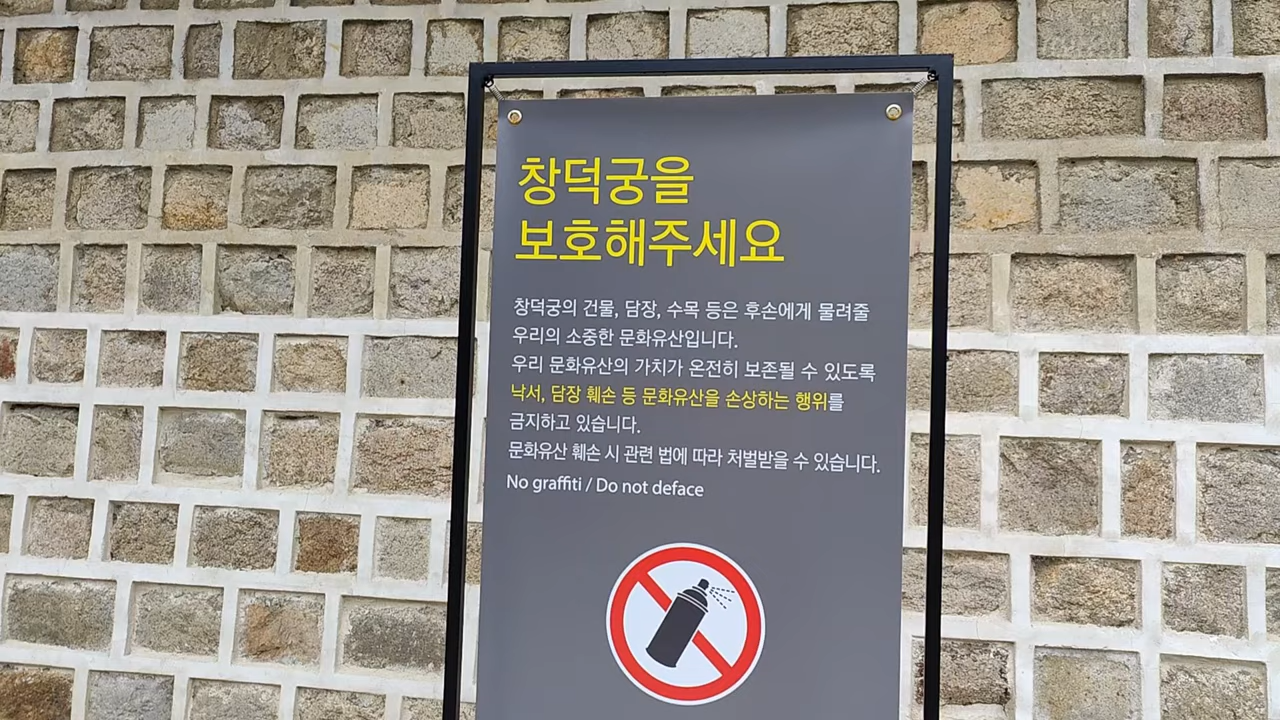 창덕궁을
보호해주세요
창덕궁의 건물, 담장, 수목 등은 후손에게 물려줄
우리의 소중한 문화유산입니다.
우리 문화유산의 가치가 온전히 보존될 수 있도록
낙서, 담장 훼손 등 문화유산을 손상하는 행위를
금지하고 있습니다.
문화유산 훼손 시 관련 법에 따라 처벌받을 수 있습니다.
No graffiti / Do not deface